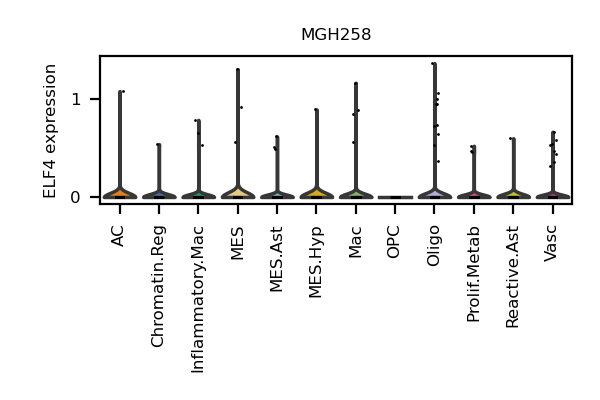 MGH258
ELF4 expression
1
0
AC
Chromatin.Reg
Inflammatory.Mac
MES
MES.Ast
MES.Hyp
Mac
OPC
Oligo
Prolif.Metab
Reactive.Ast
Vasc